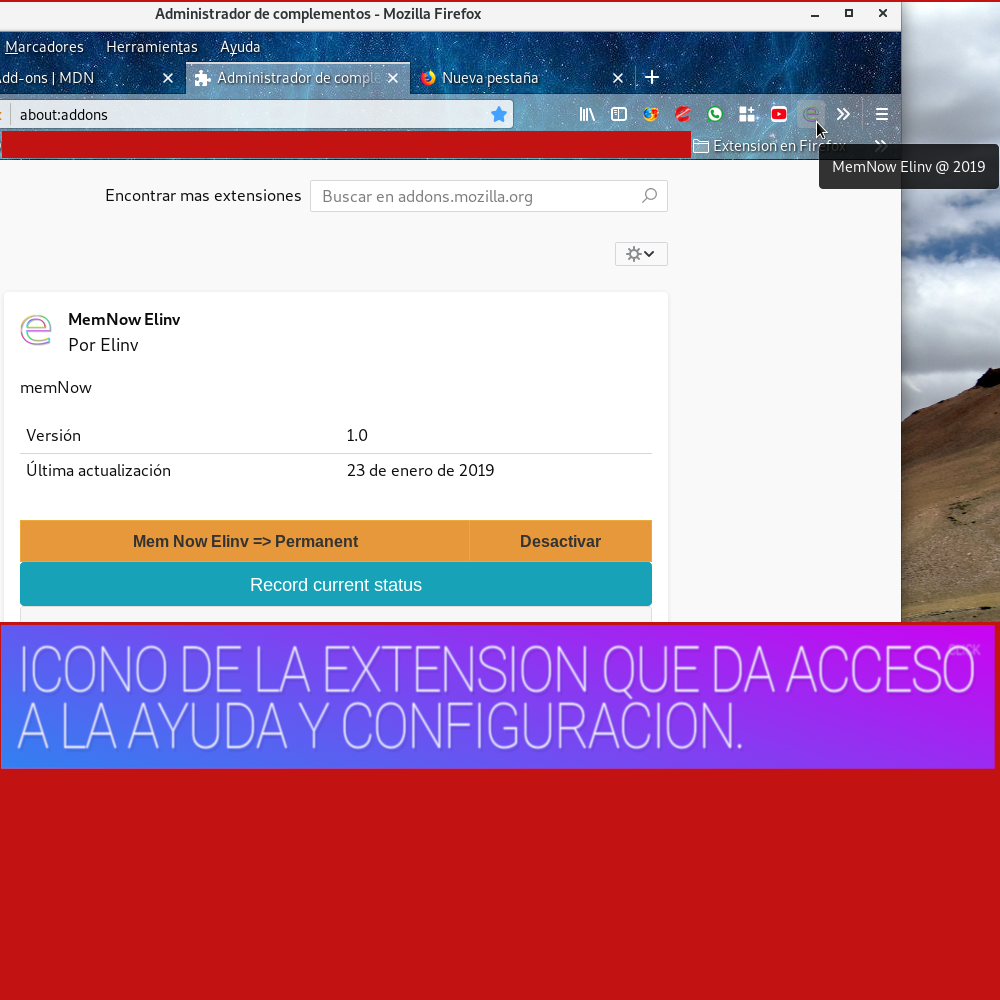 Administrador de complementos - Mozilla Firefox
Marcadores Herramientas Ayuda
dd-ons | MDN Administrador de comple Nueva pestaña
about:addons
Extension en Firefox
MemNow Elinv @ 2019
Encontrar mas extensiones Buscar en addons.mozilla.org
MemNow Elinv
Por Elinv
memNow
Versión 1.0
Última actualización 23 de enero de 2019
Mem Now Elinv => Permanent Desactivar
Record current status
ICONO DE LA EXTENSION QUE DA ACCESO
A LA AYUDA Y CONFIGURACION.